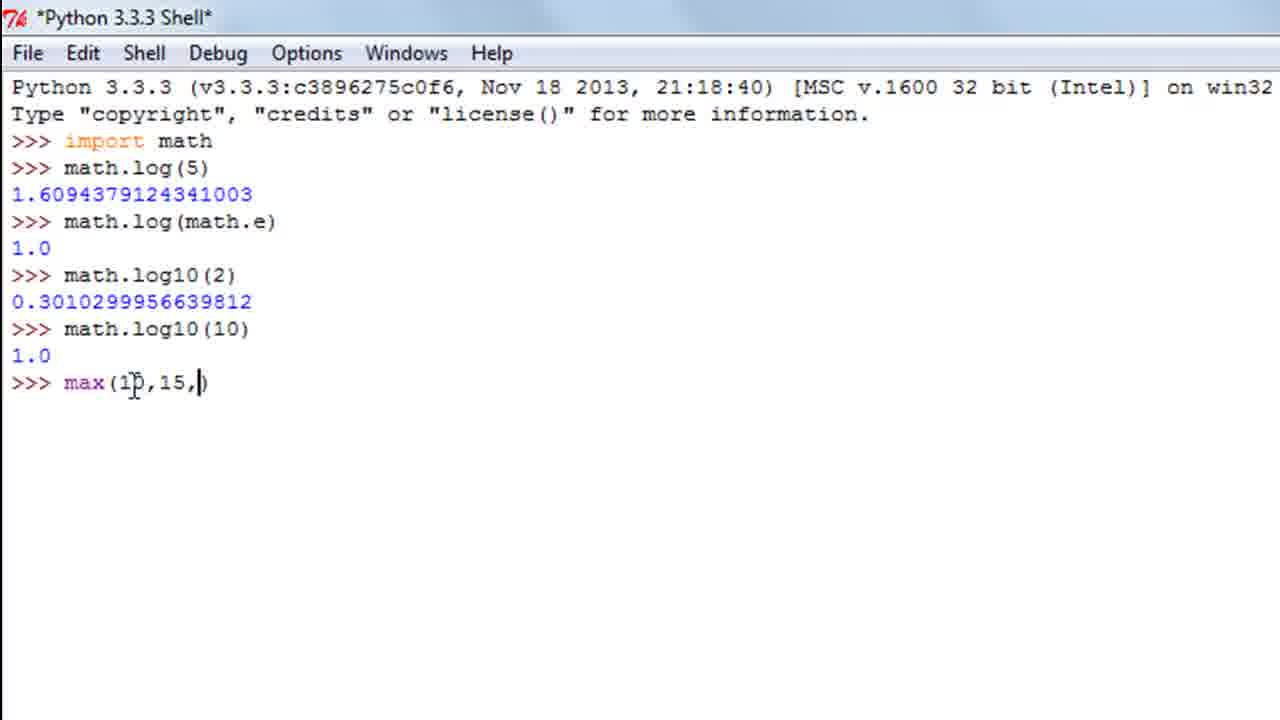 *Python 3.3.3 Shell*
File Edit Shell Debug Options Windows Help
Python 3.3.3 (v3.3.3:c3896275c0f6, Nov 18 2013, 21:18:40) [MSC v.1600 32 bit (Intel)] on win32
Type "copyright", "credits" or "license()" for more information.
>>> import math
>>> math.log(5)
1.6094379124341003
>>> math.log(math.e)
1.0
>>> math.log10(2)
0.3010299956639812
>>> math.log10(10)
1.0
>>> max(10,15,)